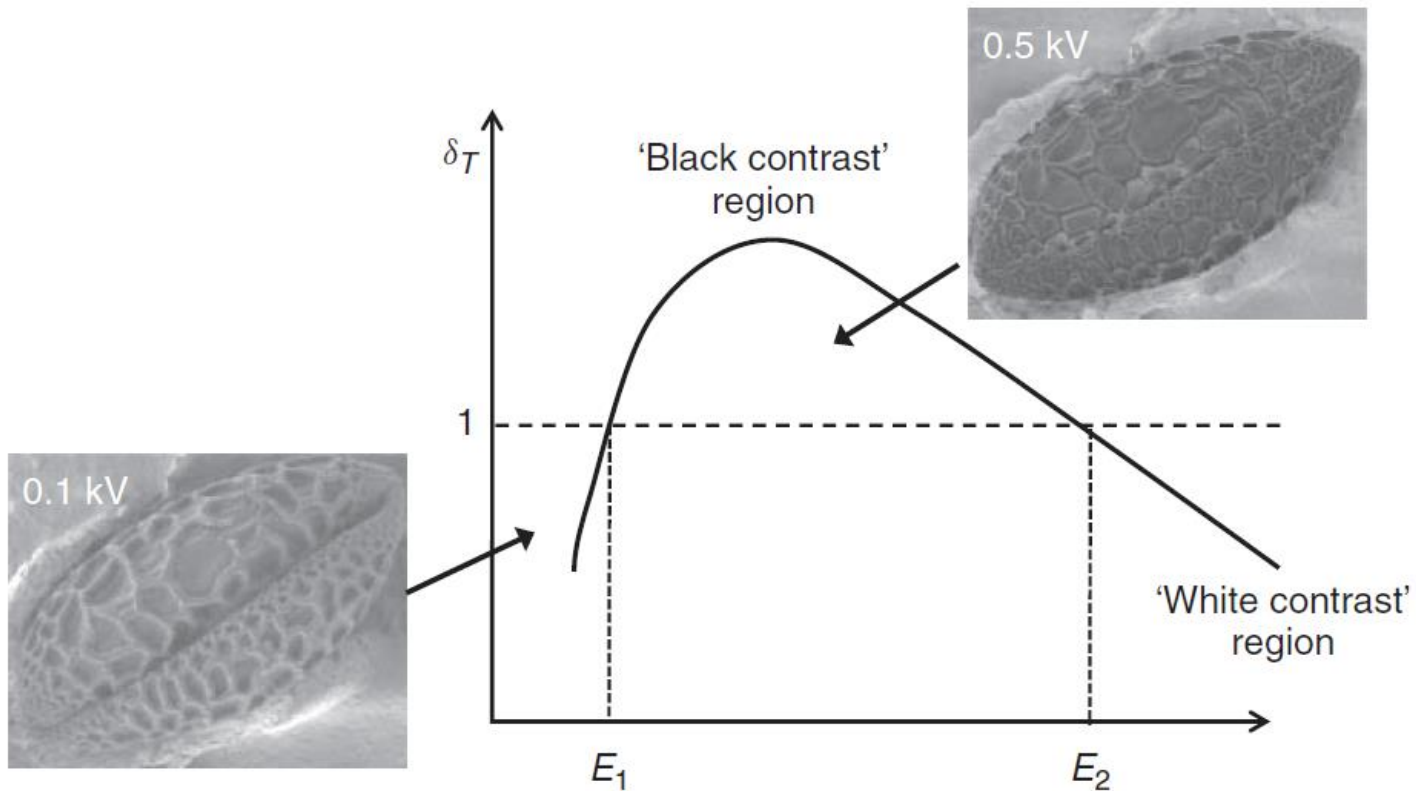 0.5 kV
δT
‘Black contrast’
region
1
0.1 kV
‘White contrast’
region
E1
E2